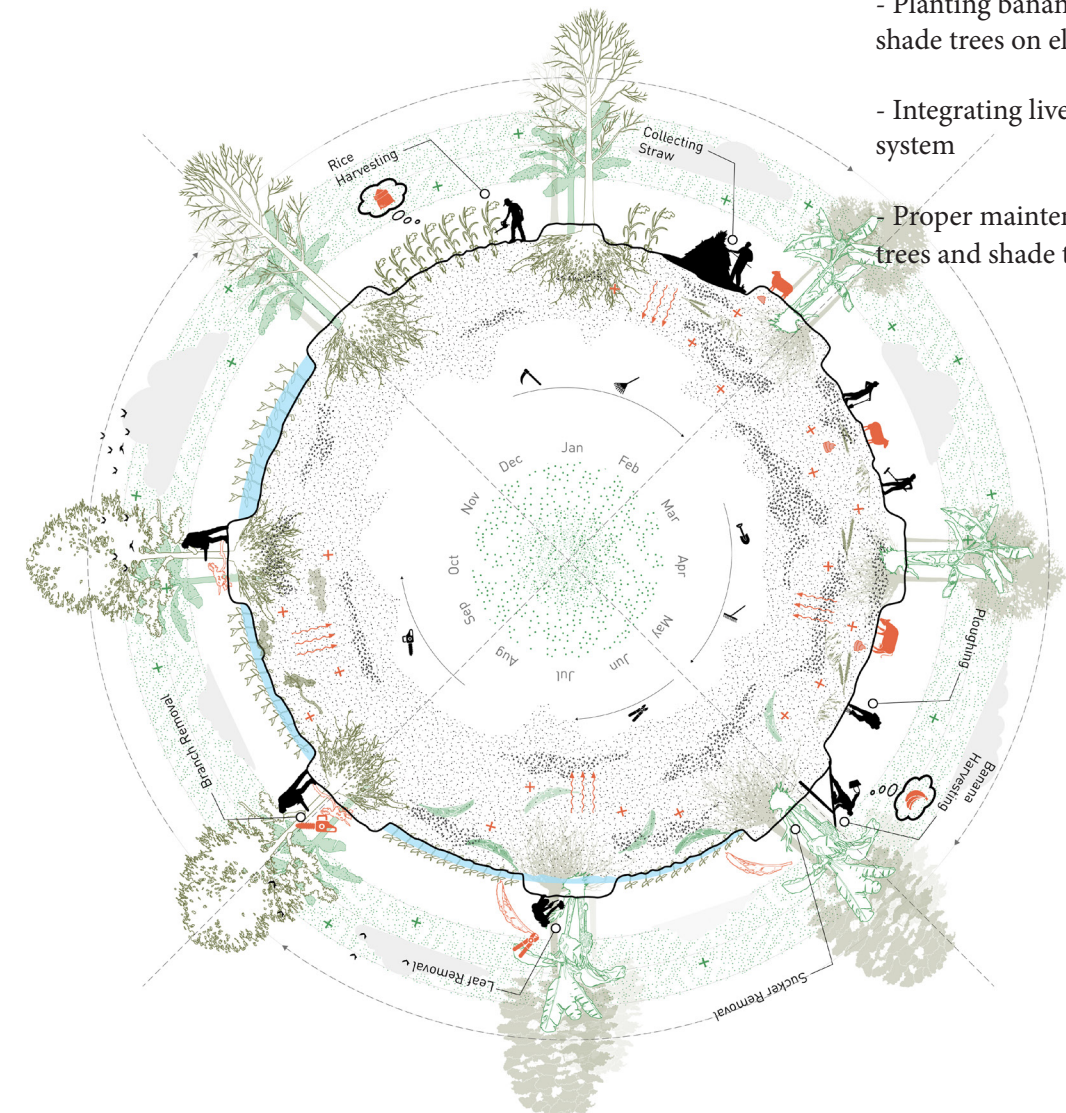 - Planting banan
shade trees on el
- Integrating live
system
- Proper mainten
trees and shade t
Rice
Harvesting
Collecting
Straw
Ploughing
Banana
Harvesting
Sucker Removal
Leaf Removal
Branch Removal
Jan
Feb
Mar
Apr
May
Jun
Jul
Aug
Sep
Oct
Nov
Dec